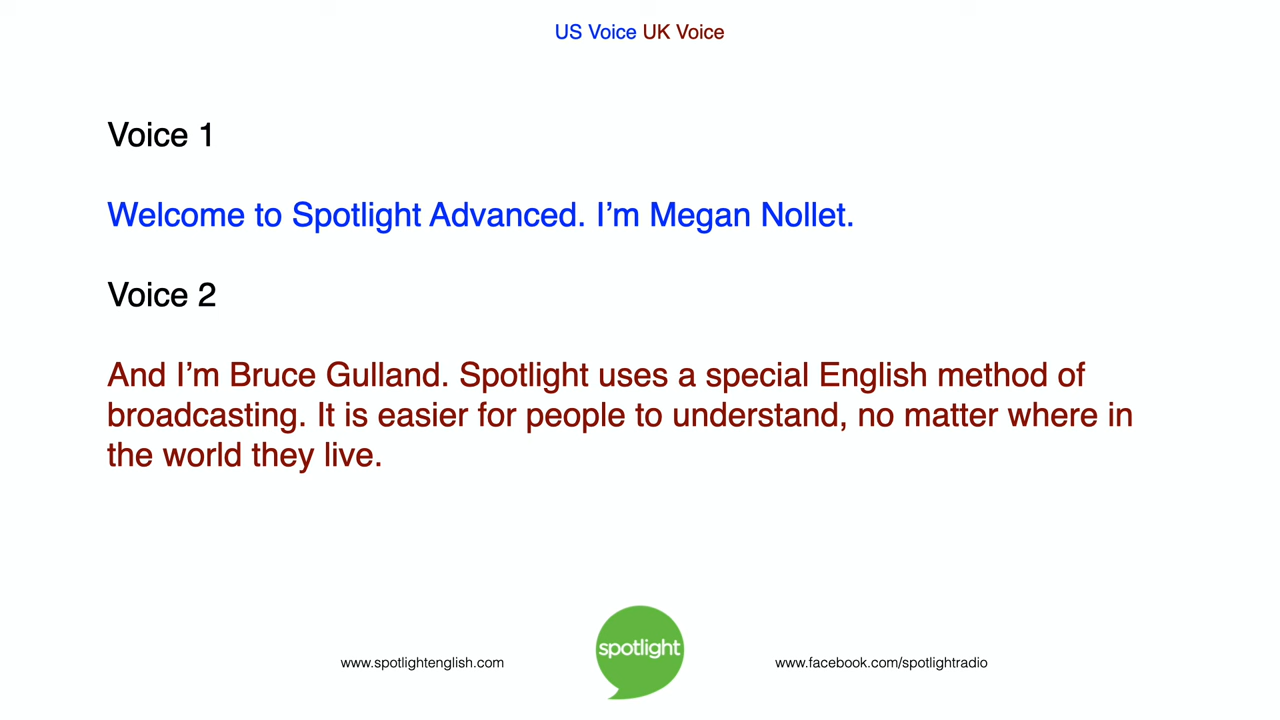 US Voice UK Voice
Voice 1
Welcome to Spotlight Advanced. I’m Megan Nollet.
Voice 2
And I’m Bruce Gulland. Spotlight uses a special English method of
broadcasting. It is easier for people to understand, no matter where in
the world they live.
www.spotlightenglish.com
spotlight
www.facebook.com/spotlightradio